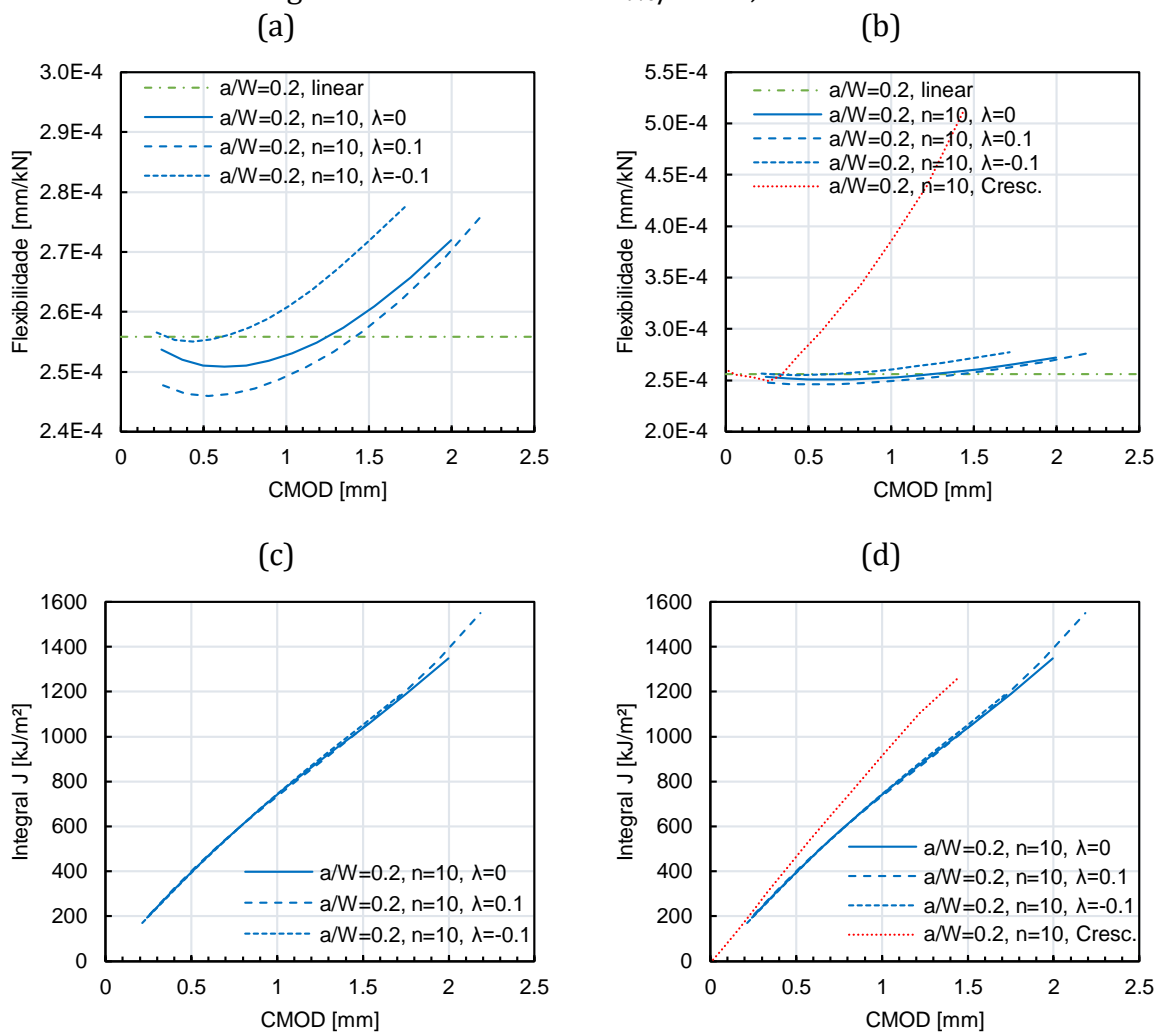 (a)
(b)
3.0E-4
2.9E-4
2.8E-4
2.7E-4
2.6E-4
2.5E-4
2.4E-4
Flexibilidade [mm/kN]
a/W=0.2, linear
a/W=0.2, n=10, λ=0
a/W=0.2, n=10, λ=0.1
a/W=0.2, n=10, λ=-0.1
0 0.5 1 1.5 2 2.5
CMOD [mm]
5.5E-4
5.0E-4
4.5E-4
4.0E-4
3.5E-4
3.0E-4
2.5E-4
2.0E-4
Flexibilidade [mm/kN]
a/W=0.2, linear
a/W=0.2, n=10, λ=0
a/W=0.2, n=10, λ=0.1
a/W=0.2, n=10, λ=-0.1
a/W=0.2, n=10, Cresc.
0 0.5 1 1.5 2 2.5
CMOD [mm]
(c)
(d)
1600
1400
1200
1000
800
600
400
200
0
Integral J [kJ/m²]
a/W=0.2, n=10, λ=0
a/W=0.2, n=10, λ=0.1
a/W=0.2, n=10, λ=-0.1
0 0.5 1 1.5 2 2.5
CMOD [mm]
1600
1400
1200
1000
800
600
400
200
0
Integral J [kJ/m²]
a/W=0.2, n=10, λ=0
a/W=0.2, n=10, λ=0.1
a/W=0.2, n=10, λ=-0.1
a/W=0.2, n=10, Cresc.
0 0.5 1 1.5 2 2.5
CMOD [mm]